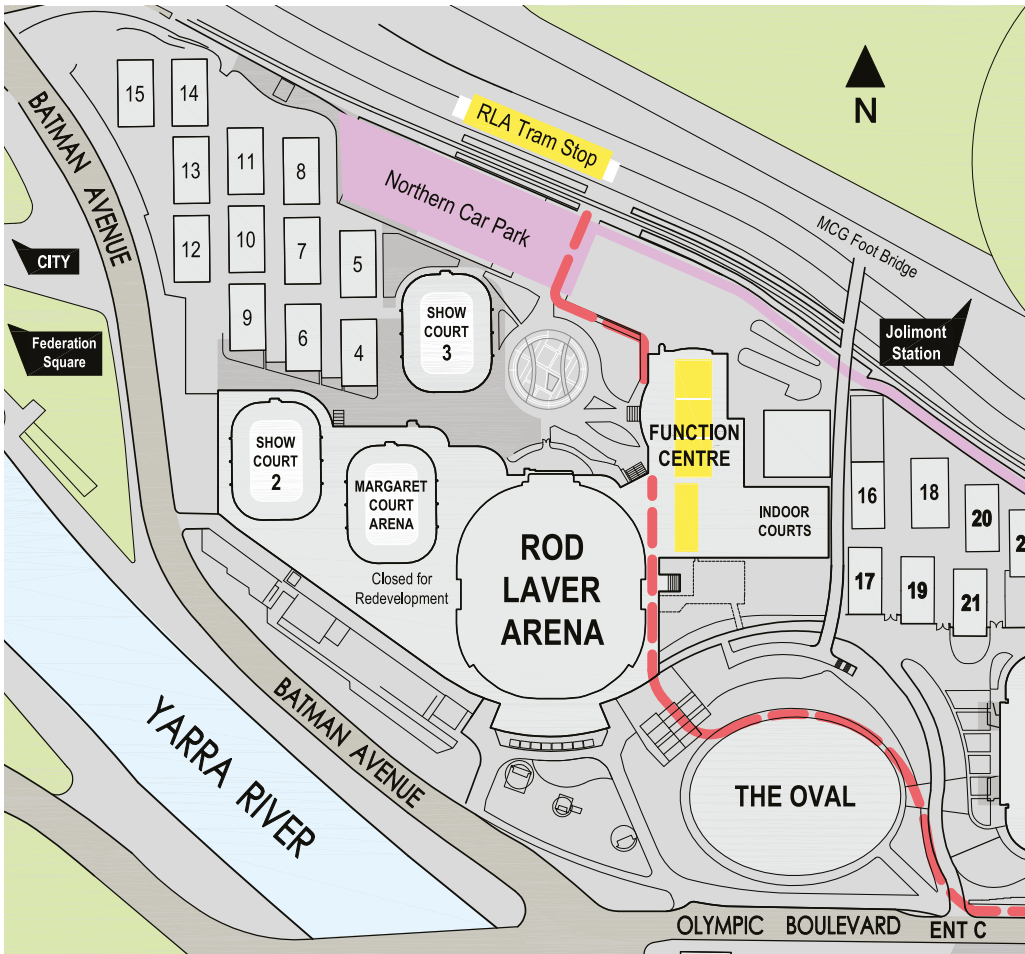 15
14
BATMAN AVENUE
RLA Tram Stop
N
13
11
8
Northern Car Park
12
10
7
5
MCG Foot Bridge
CITY
9
6
4
SHOW
COURT
3
Federation
Square
Jolimont
Station
SHOW
COURT
2
MARGARET
COURT
ARENA
Closed for
Redevelopment
FUNCTION
CENTRE
INDOOR
COURTS
16
18
20
2
17
19
21
ROD
LAVER
ARENA
YARRA RIVER
BATMAN AVENUE
THE OVAL
OLYMPIC BOULEVARD
ENT C